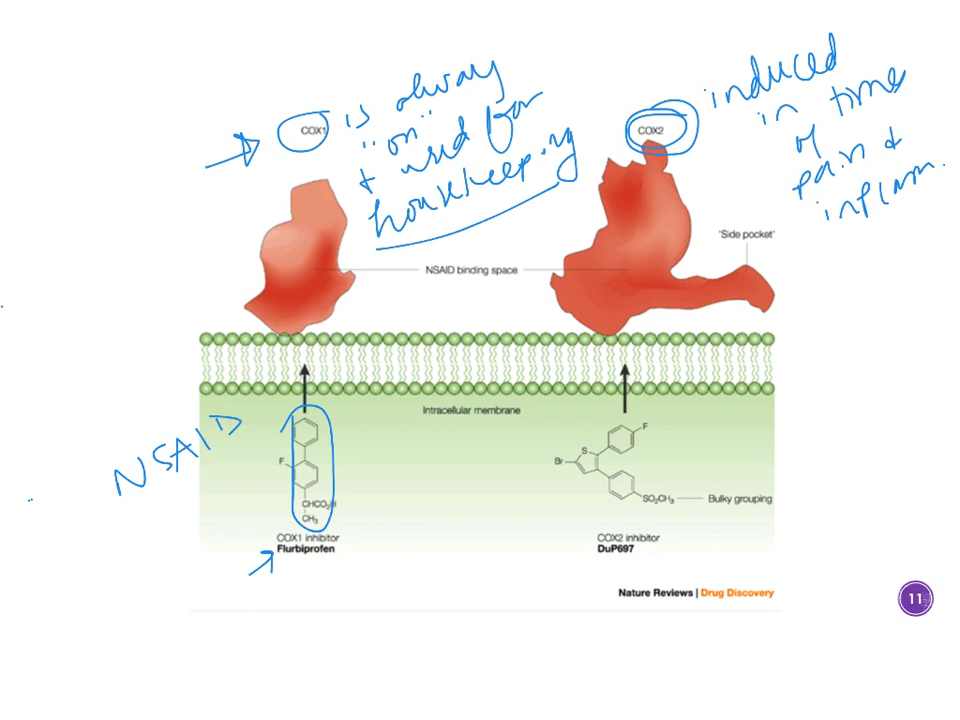 COX1
is always
"on"
& used for
housekeeping
COX2
induced
in times
of
pain &
inflam.
'Side pocket'
NSAID binding space
Intracellular membrane
NSAID
F
CHCO₂H
CH₃
COX1 inhibitor
Flurbiprofen
F
S
Br
SO₂CH₃
Bulky grouping
COX2 inhibitor
DuP697
Nature Reviews | Drug Discovery
11